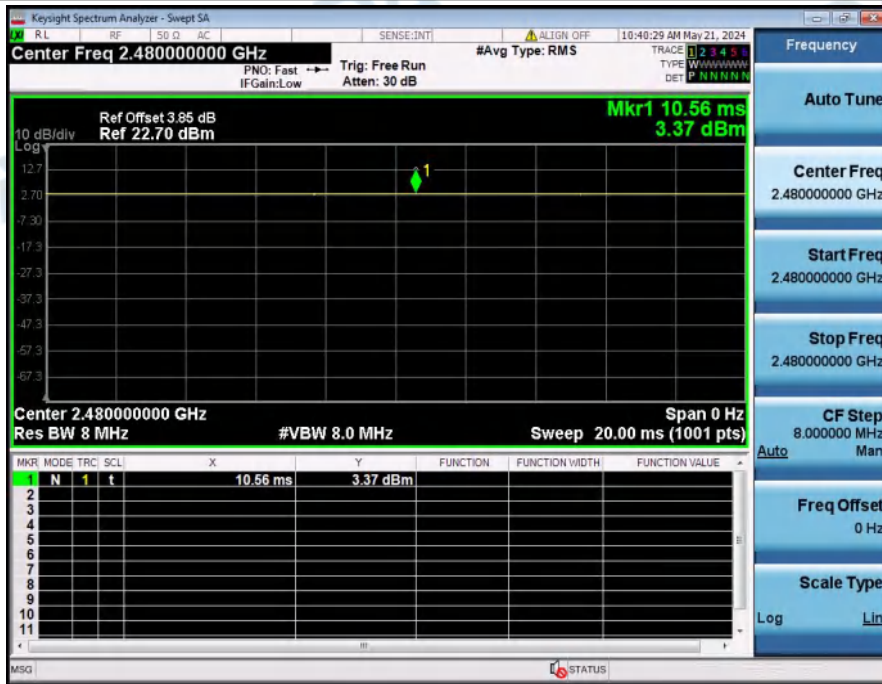 Keysight Spectrum Analyzer - Swept SA
RL RF 50 Ω AC SENSE:INT ALIGN OFF 10:40:29 AM May 21, 2024
Center Freq 2.480000000 GHz #Avg Type: RMS TRACE 1 2 3 4 5 6
PNO: Fast Trig: Free Run TYPE WWWWWW
IFGain:Low Atten: 30 dB DET P NNNNN
Mkr1 10.56 ms
3.37 dBm
Ref Offset 3.85 dB
10 dB/div Ref 22.70 dBm
Log
12.7
1
2.70
-7.30
-17.3
-27.3
-37.3
-47.3
-57.3
-67.3
Center 2.480000000 GHz Span 0 Hz
Res BW 8 MHz #VBW 8.0 MHz Sweep 20.00 ms (1001 pts)
MKR MODE TRC SCL X Y FUNCTION FUNCTION WIDTH FUNCTION VALUE
1 N 1 t 10.56 ms 3.37 dBm
2
3
4
5
6
7
8
9
10
11
MSG STATUS
Frequency
Auto Tune
Center Freq
2.480000000 GHz
Start Freq
2.480000000 GHz
Stop Freq
2.480000000 GHz
CF Step
8.000000 MHz
Auto Man
Freq Offset
0 Hz
Scale Type
Log Lin